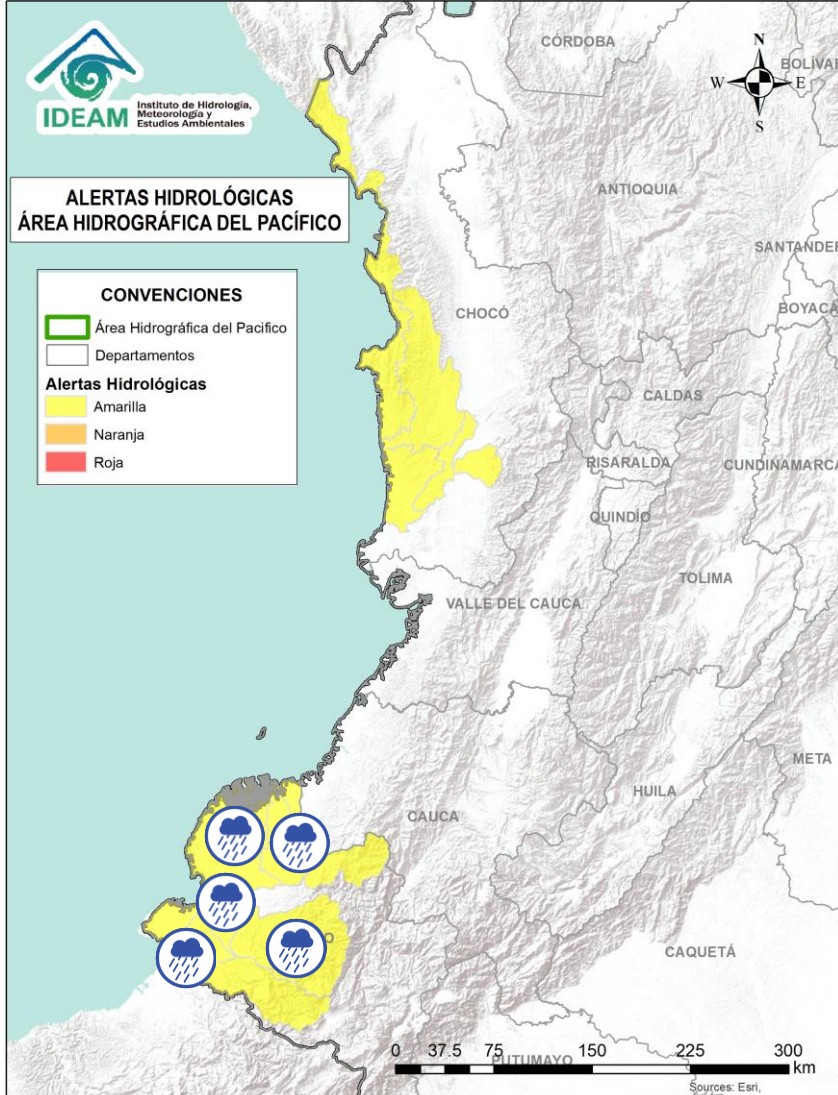 IDEAM
Instituto de Hidrología,
Meteorología y
Estudios Ambientales
ALERTAS HIDROLÓGICAS
ÁREA HIDROGRÁFICA DEL PACÍFICO
CONVENCIONES
Área Hidrográfica del Pacifico
Departamentos
Alertas Hidrológicas
Amarilla
Naranja
Roja
N
W E
S
CÓRDOBA
BOLÍVAR
ANTIOQUIA
SANTANDER
BOYACÁ
CHOCÓ
CALDAS
RISARALDA
CUNDINAMARCA
QUINDÍO
TOLIMA
VALLE DEL CAUCA
META
HUILA
CAUCA
CAQUETÁ
PUTUMAYO
0 37.5 75 150 225 300
km
Sources: Esri,